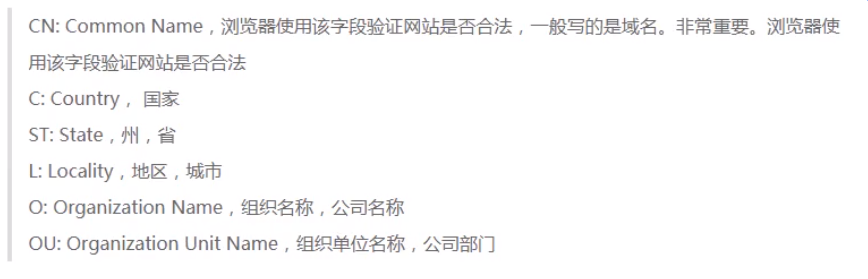 CN: Common Name，浏览器使用该字段验证网站是否合法，一般写的是域名。非常重要。浏览器使
用该字段验证网站是否合法
C: Country， 国家
ST: State，州，省
L: Locality，地区，城市
O: Organization Name，组织名称，公司名称
OU: Organization Unit Name，组织单位名称，公司部门